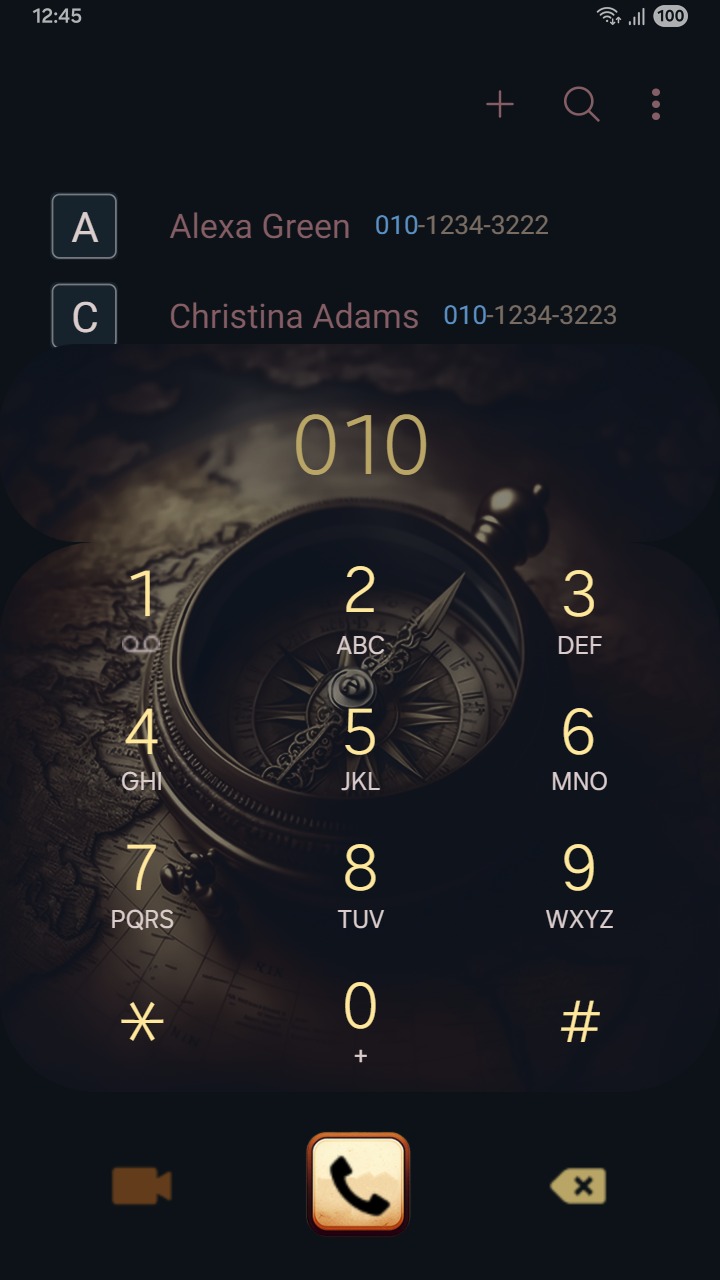 12:45 100
A Alexa Green 010-1234-3222
C Christina Adams 010-1234-3223
010
1 2 3
ABC DEF
4 5 6
GHI JKL MNO
7 8 9
PQRS TUV WXYZ
* 0 #
+